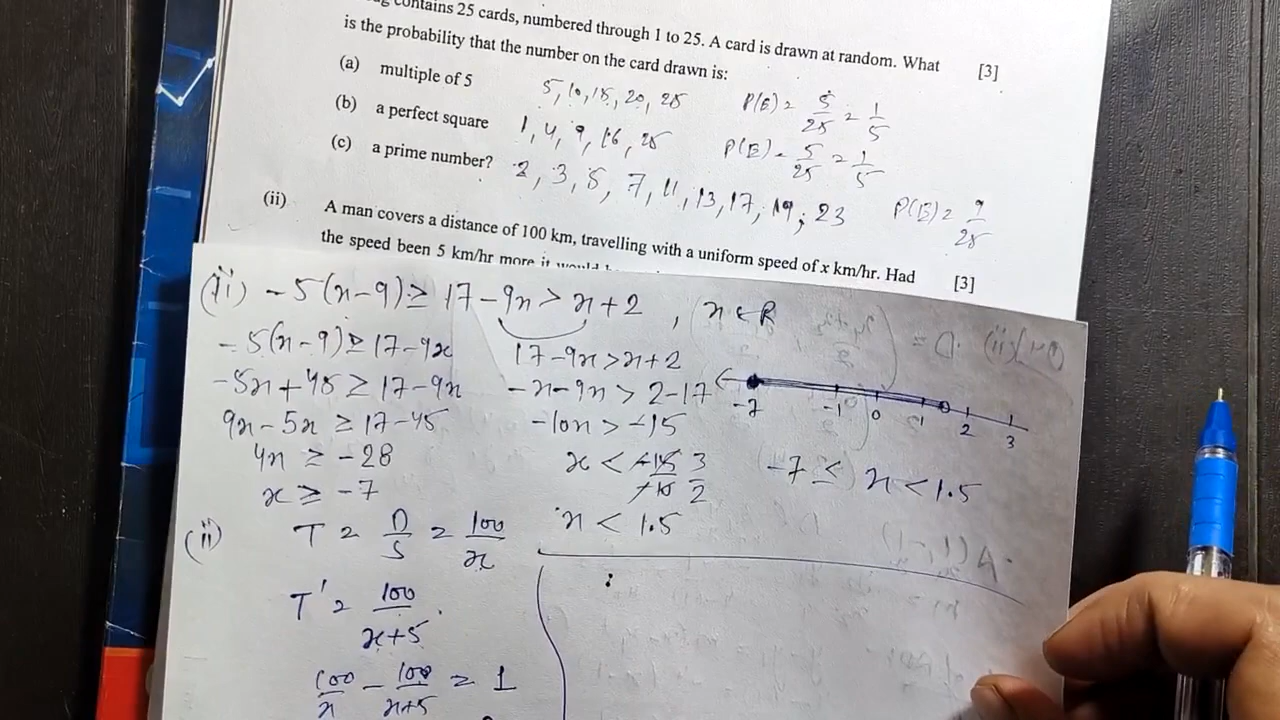 contains 25 cards, numbered through 1 to 25. A card is drawn at random. What [3]
is the probability that the number on the card drawn is:
(a) multiple of 5 5, 10, 15, 20, 25 P(E) = 5/25 = 1/5
(b) a perfect square 1, 4, 9, 16, 25 P(E) = 5/25 = 1/5
(c) a prime number? 2, 3, 5, 7, 11, 13, 17, 19, 23 P(E) = 9/25
(ii) A man covers a distance of 100 km, travelling with a uniform speed of x km/hr. Had [3]
the speed been 5 km/hr more it would
(ii) -5(x-9) ≥ 17-9x > x+2, x ∈ R
-5(x-9) ≥ 17-9x 17-9x > x+2
-5x+45 ≥ 17-9x -x-9x > 2-17
9x-5x ≥ 17-45 -10x > -15
-7 -1 0 1 2 3
4x ≥ -28 x < -15/-10 3/2
x ≥ -7 x < 1.5
-7 ≤ x < 1.5
(ii) T = D/S = 100/x
T' = 100/x+5
100/x - 100/x+5 = 1